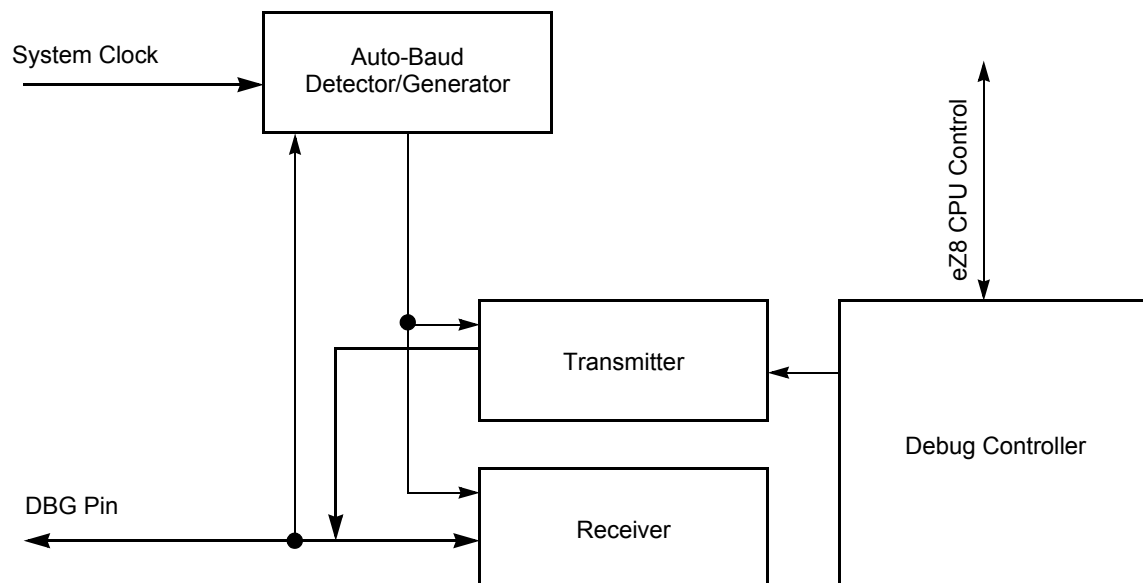 System Clock
Auto-Baud
Detector/Generator
eZ8 CPU Control
Transmitter
Debug Controller
DBG Pin
Receiver